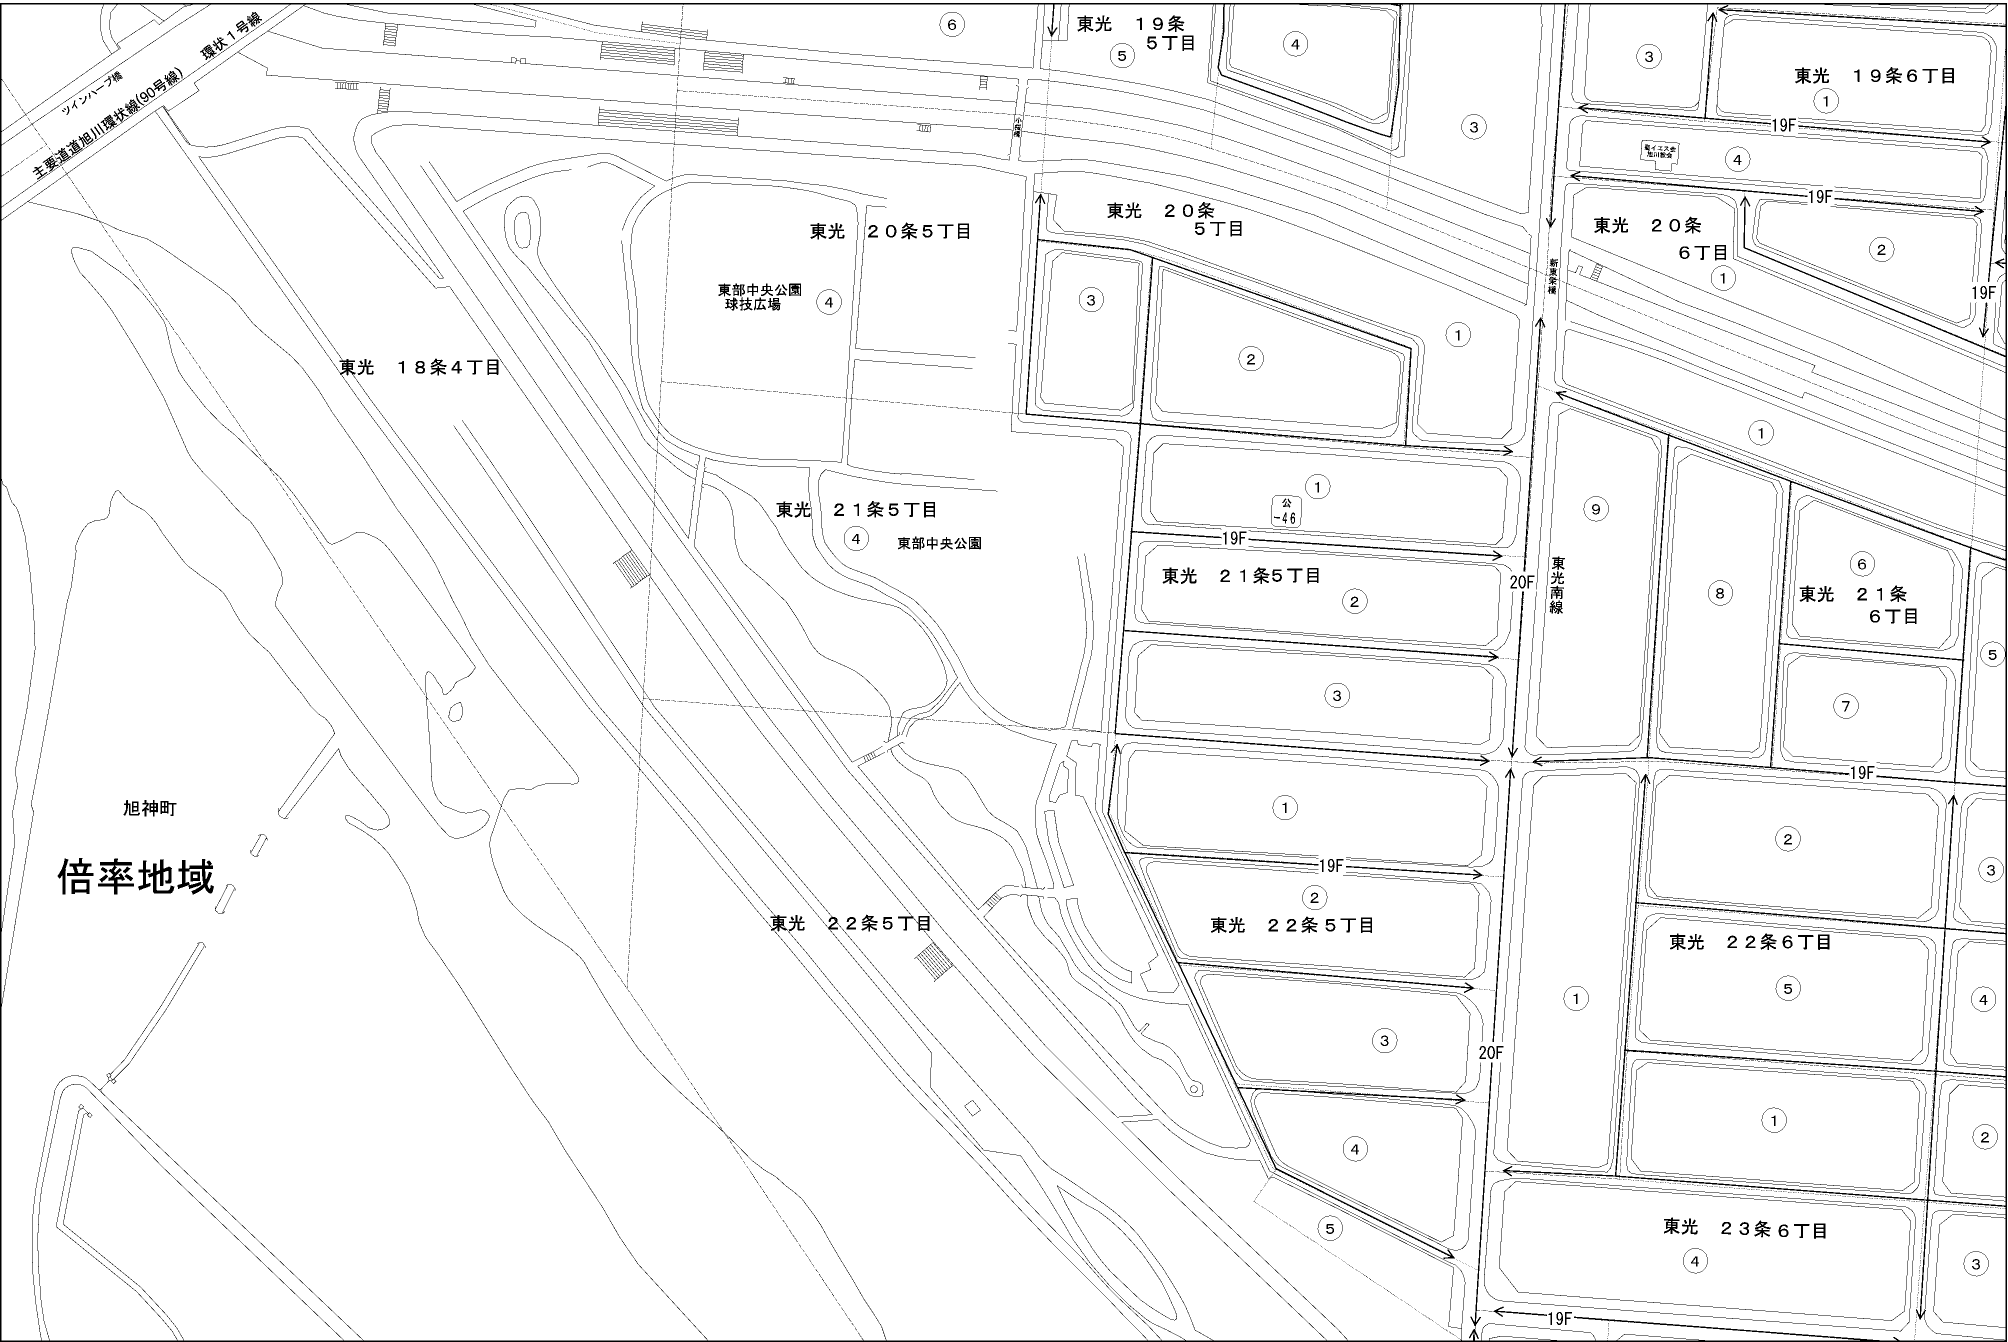 環状１号線
ツインハープ橋
主要道道旭川環状線(90号線)
⑥
東光　１９条
５丁目
⑤
④
③
③
東光　１９条６丁目
①
19F
小桜橋
④
19F
東光　２０条５丁目
東光　２０条
５丁目
東光　２０条
６丁目
①
②
19F
新東栄橋
東部中央公園
球技広場
④
③
②
①
東光　１８条４丁目
①
東光　２１条５丁目
④
東部中央公園
①
公
-46
19F
⑨
東光　２１条５丁目
②
20F
東光南線
⑧
⑥
東光　２１条
６丁目
⑤
③
⑦
19F
旭神町
倍率地域
①
②
③
19F
②
東光　２２条５丁目
東光　２２条５丁目
東光　２２条６丁目
⑤
①
④
③
20F
④
①
②
⑤
東光　２３条６丁目
④
③
19F